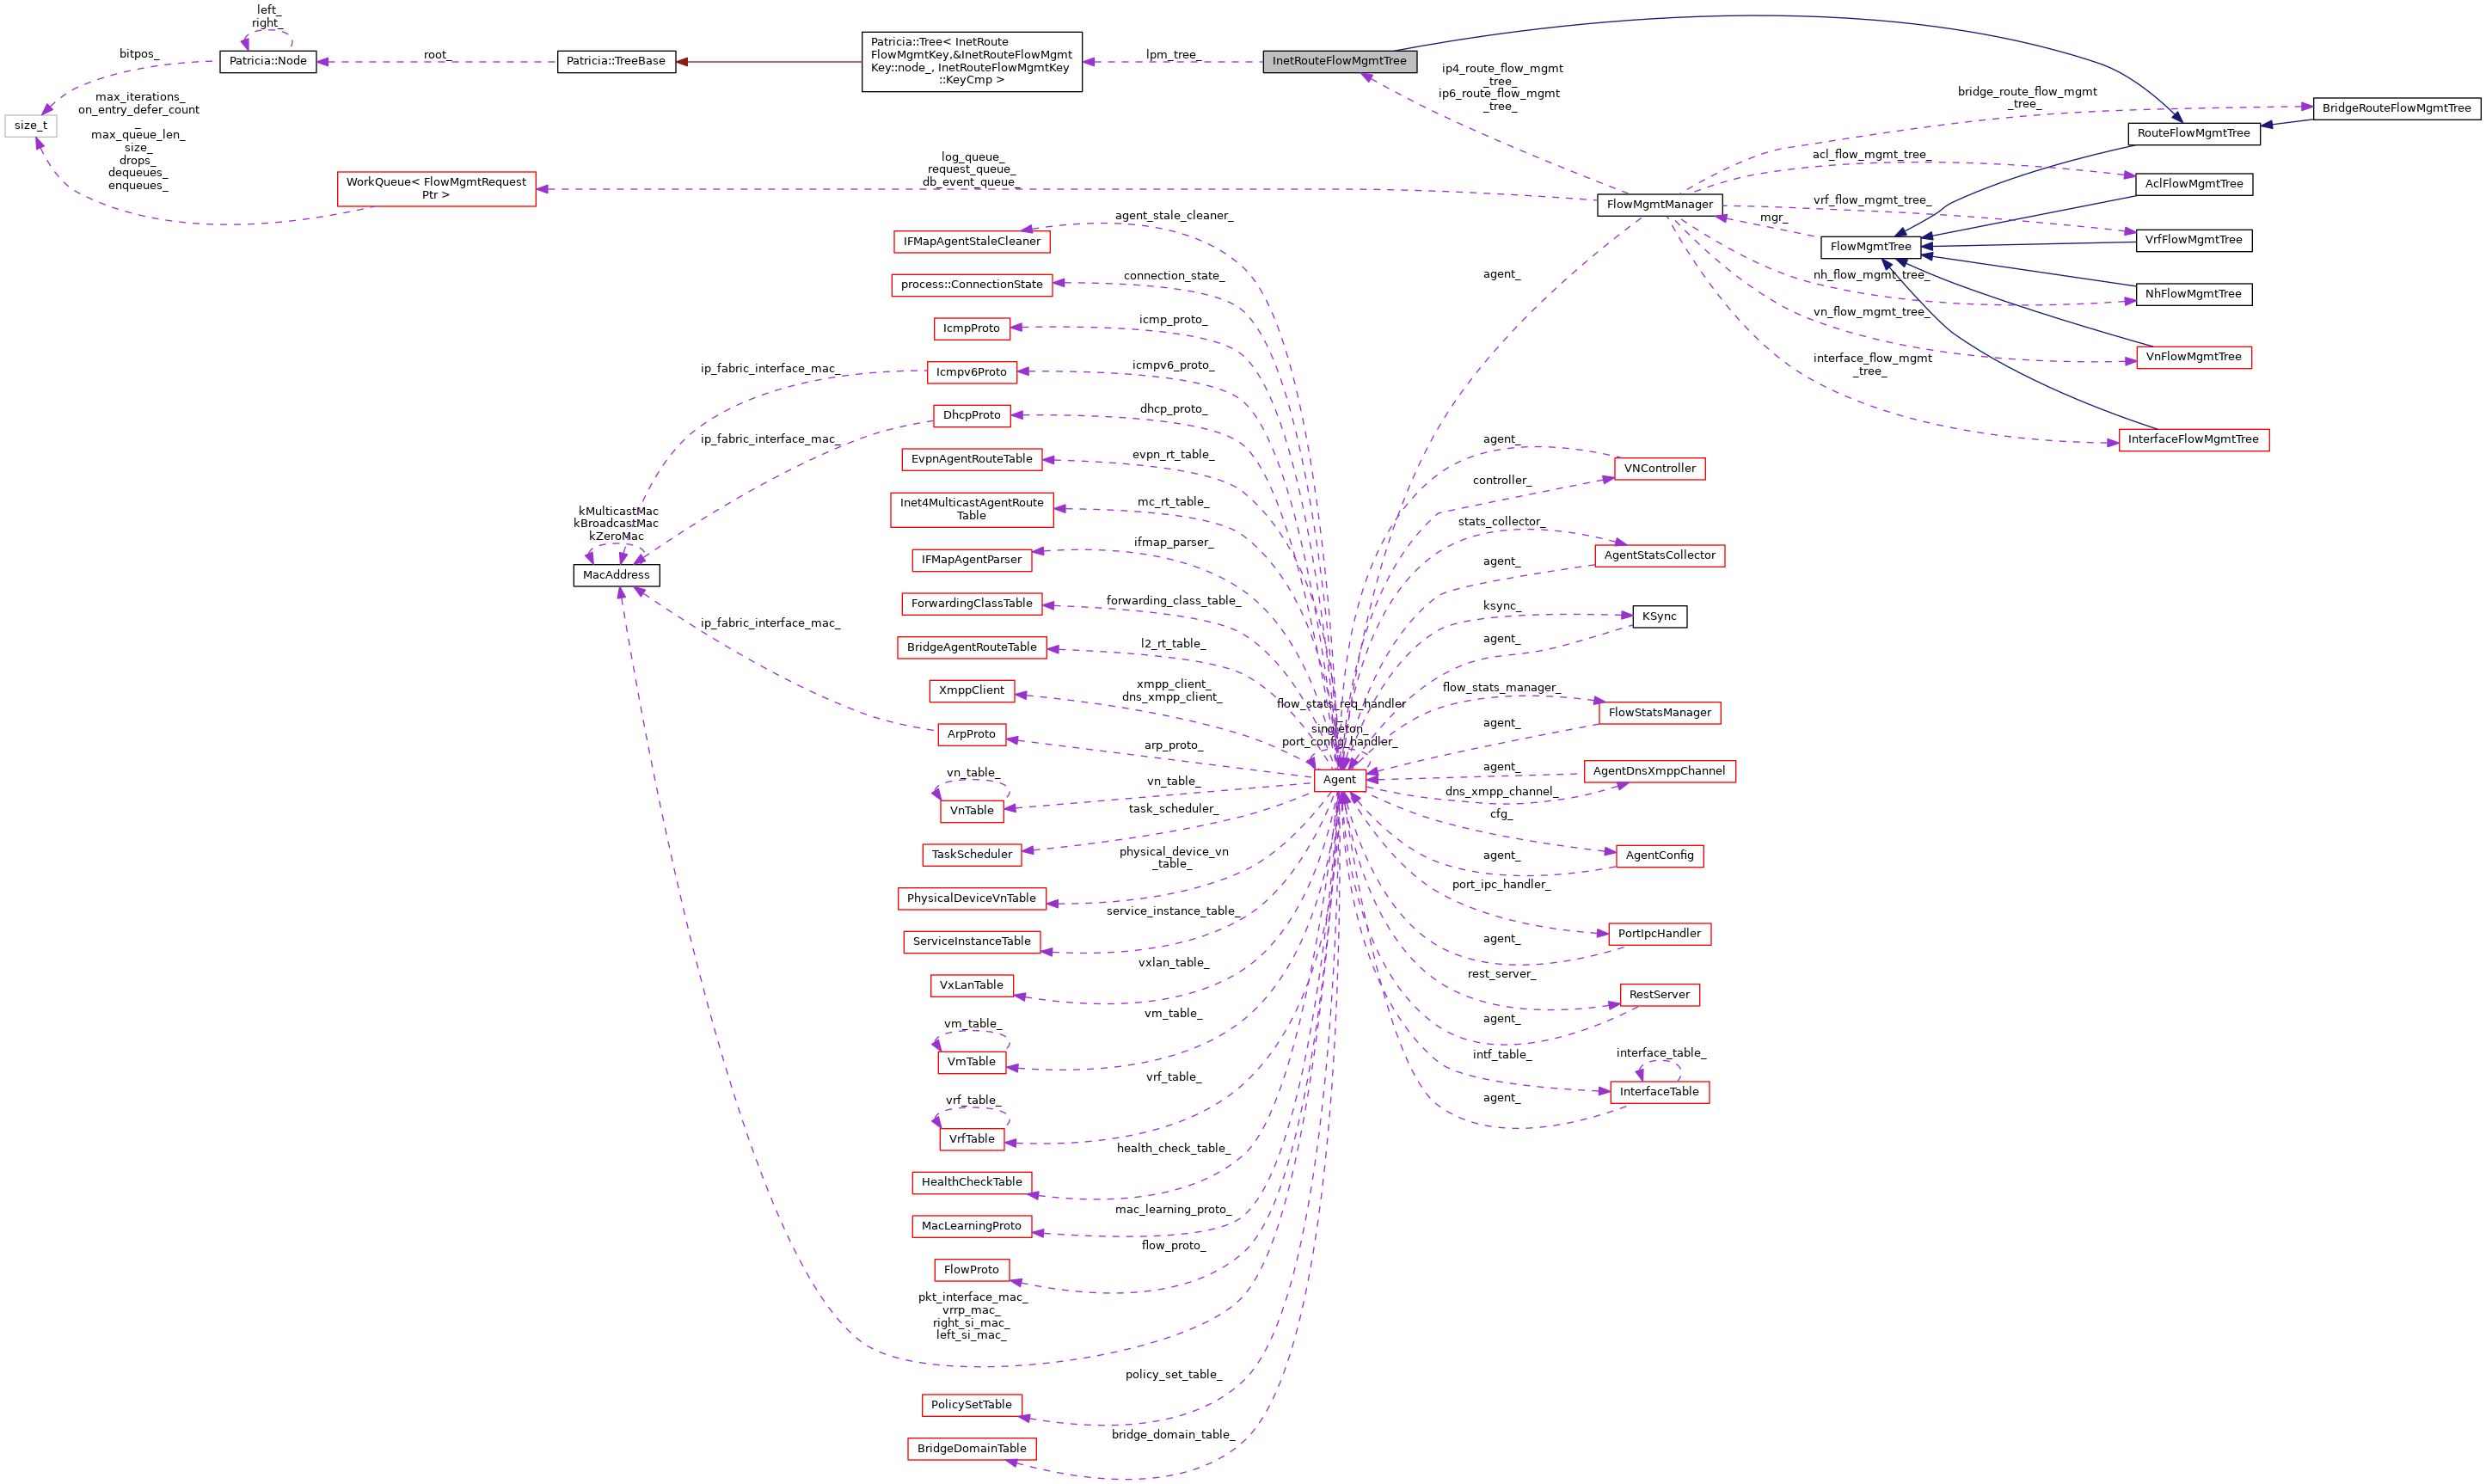 left_
right_
bitpos_
Patricia::Node
root_
Patricia::TreeBase
Patricia::Tree< InetRoute
FlowMgmtKey,&InetRouteFlowMgmt
Key::node_, InetRouteFlowMgmtKey
::KeyCmp >
lpm_tree_
InetRouteFlowMgmtTree
ip4_route_flow_mgmt
_tree_
ip6_route_flow_mgmt
_tree_
bridge_route_flow_mgmt
_tree_
BridgeRouteFlowMgmtTree
RouteFlowMgmtTree
size_t
max_iterations_
on_entry_defer_count
_
max_queue_len_
size_
drops_
dequeues_
enqueues_
WorkQueue< FlowMgmtRequest
Ptr >
log_queue_
request_queue_
db_event_queue_
FlowMgmtManager
acl_flow_mgmt_tree_
AclFlowMgmtTree
vrf_flow_mgmt_tree_
mgr_
VrfFlowMgmtTree
FlowMgmtTree
nh_flow_mgmt_tree_
NhFlowMgmtTree
vn_flow_mgmt_tree_
VnFlowMgmtTree
interface_flow_mgmt
_tree_
InterfaceFlowMgmtTree
agent_stale_cleaner_
IFMapAgentStaleCleaner
connection_state_
process::ConnectionState
agent_
icmp_proto_
IcmpProto
icmpv6_proto_
Icmpv6Proto
ip_fabric_interface_mac_
dhcp_proto_
DhcpProto
ip_fabric_interface_mac_
evpn_rt_table_
EvpnAgentRouteTable
agent_
VNController
controller_
mc_rt_table_
Inet4MulticastAgentRoute
Table
kMulticastMac
kBroadcastMac
kZeroMac
MacAddress
ifmap_parser_
IFMapAgentParser
stats_collector_
AgentStatsCollector
agent_
forwarding_class_table_
ForwardingClassTable
ksync_
KSync
agent_
ip_fabric_interface_mac_
l2_rt_table_
BridgeAgentRouteTable
xmpp_client_
dns_xmpp_client_
XmppClient
flow_stats_req_handler
_
singleton_
port_config_handler_
flow_stats_manager_
FlowStatsManager
agent_
ArpProto
arp_proto_
Agent
agent_
AgentDnsXmppChannel
dns_xmpp_channel_
vn_table_
VnTable
vn_table_
task_scheduler_
TaskScheduler
cfg_
AgentConfig
agent_
physical_device_vn
_table_
PhysicalDeviceVnTable
port_ipc_handler_
PortIpcHandler
agent_
service_instance_table_
ServiceInstanceTable
vxlan_table_
VxLanTable
rest_server_
RestServer
agent_
vm_table_
VmTable
vm_table_
intf_table_
interface_table_
InterfaceTable
agent_
vrf_table_
VrfTable
vrf_table_
health_check_table_
HealthCheckTable
mac_learning_proto_
MacLearningProto
flow_proto_
FlowProto
pkt_interface_mac_
vrrp_mac_
right_si_mac_
left_si_mac_
policy_set_table_
PolicySetTable
bridge_domain_table_
BridgeDomainTable